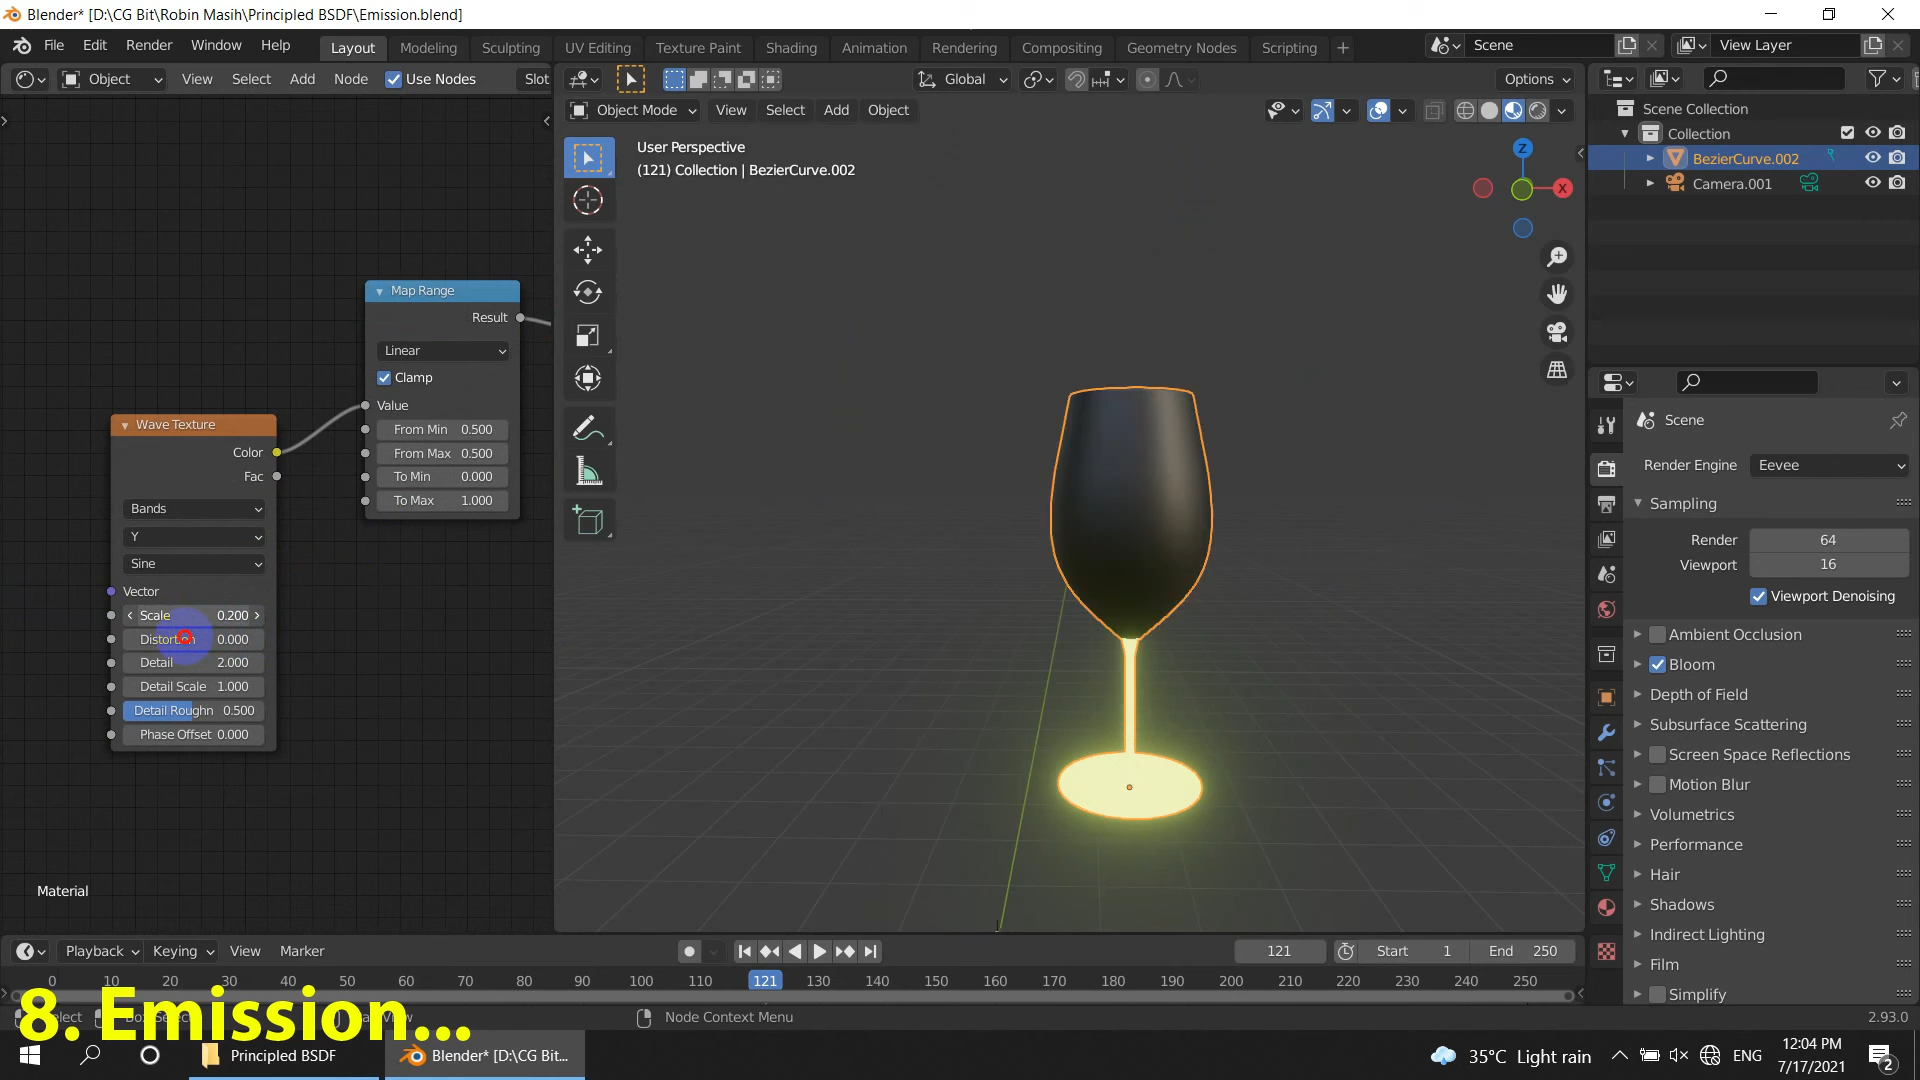 Blender* [D:\CG Bit\Robin Masih\Principled BSDF\Emission.blend]
File Edit Render Window Help Layout Modeling Sculpting UV Editing Texture Paint Shading Animation Rendering Compositing Geometry Nodes Scripting + Scene View Layer
Object View Select Add Node Use Nodes Slot Global Options
Object Mode View Select Add Object
User Perspective
(121) Collection | BezierCurve.002
Z
X
Scene Collection
Collection
BezierCurve.002
Camera.001
Map Range
Result
Linear
Clamp
Value
From Min 0.500
From Max 0.500
To Min 0.000
To Max 1.000
Wave Texture
Color
Fac
Bands
Y
Sine
Vector
Scale 0.200
Distortion 0.000
Detail 2.000
Detail Scale 1.000
Detail Roughn 0.500
Phase Offset 0.000
Material
Scene
Render Engine Eevee
Sampling
Render 64
Viewport 16
Viewport Denoising
Ambient Occlusion
Bloom
Depth of Field
Subsurface Scattering
Screen Space Reflections
Motion Blur
Volumetrics
Performance
Hair
Shadows
Indirect Lighting
Film
Simplify
Playback Keying View Marker 121 Start 1 End 250
0 10 20 30 40 50 60 70 80 90 100 110 121 130 140 150 160 170 180 190 200 210 220 230 240 250
8. Emission...
Node Context Menu 2.93.0
Principled BSDF Blender* [D:\CG Bit... 35°C Light rain ENG 12:04 PM
7/17/2021 2